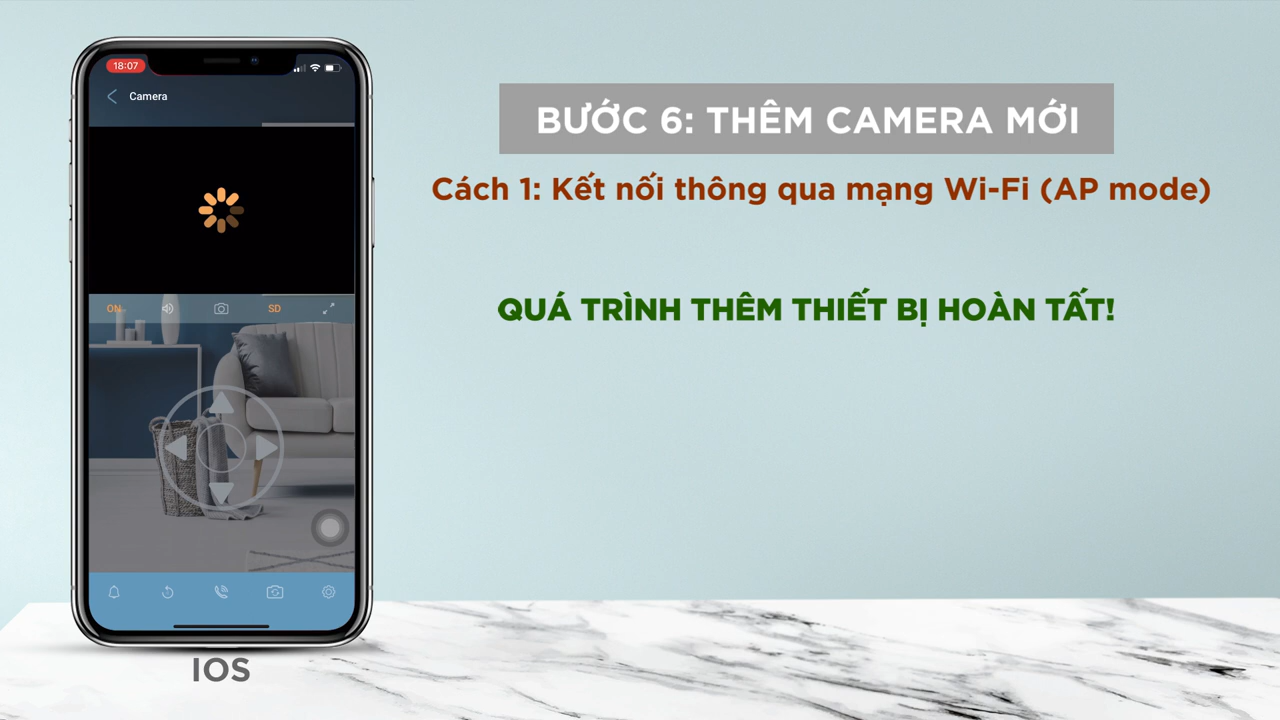 18:07
Camera
ON
SD
IOS
BƯỚC 6: THÊM CAMERA MỚI
Cách 1: Kết nối thông qua mạng Wi-Fi (AP mode)
QUÁ TRÌNH THÊM THIẾT BỊ HOÀN TẤT!